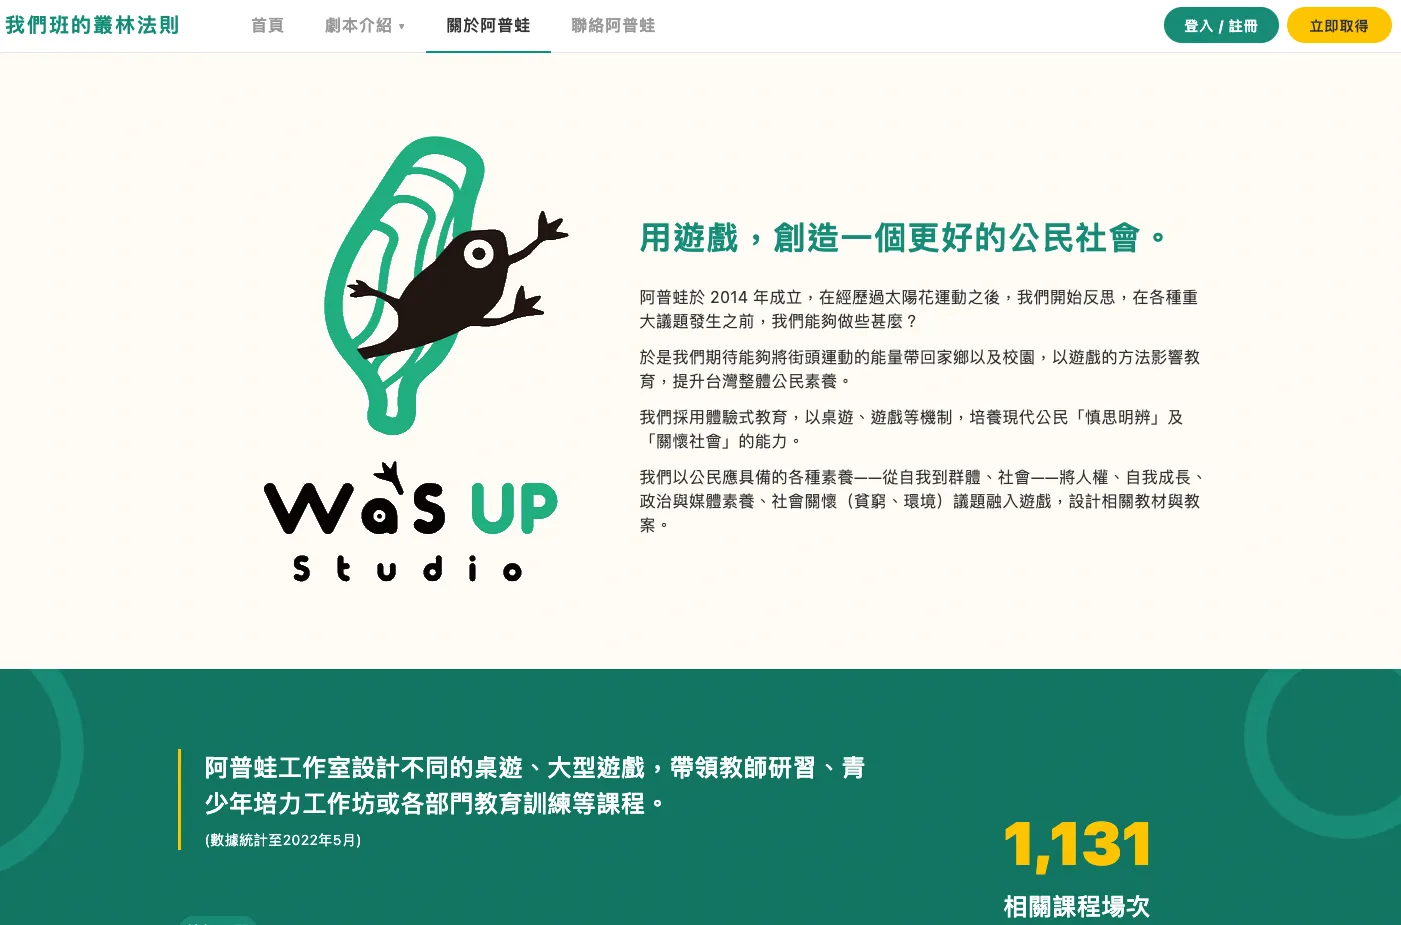 我們班的叢林法則
首頁
劇本介紹 ▾
關於阿普蛙
聯絡阿普蛙
登入 / 註冊
立即取得
WaS UP
Studio
用遊戲，創造一個更好的公民社會。
阿普蛙於 2014 年成立，在經歷過太陽花運動之後，我們開始反思，在各種重
大議題發生之前，我們能夠做些甚麼？
於是我們期待能夠將街頭運動的能量帶回家鄉以及校園，以遊戲的方法影響教
育，提升台灣整體公民素養。
我們採用體驗式教育，以桌遊、遊戲等機制，培養現代公民「慎思明辨」及
「關懷社會」的能力。
我們以公民應具備的各種素養——從自我到群體、社會——將人權、自我成長、
政治與媒體素養、社會關懷（貧窮、環境）議題融入遊戲，設計相關教材與教
案。
阿普蛙工作室設計不同的桌遊、大型遊戲，帶領教師研習、青
少年培力工作坊或各部門教育訓練等課程。
(數據統計至2022年5月)
1,131
相關課程場次